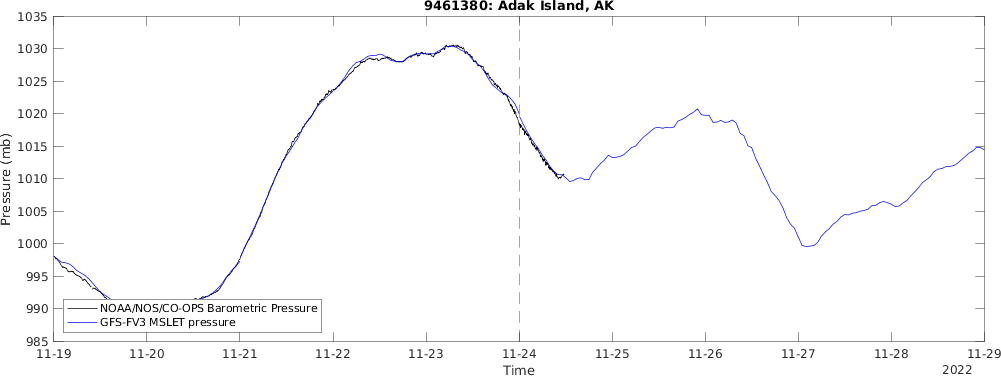 9461380: Adak Island, AK
Pressure (mb)
1035
1030
1025
1020
1015
1010
1005
1000
995
990
985
NOAA/NOS/CO-OPS Barometric Pressure
GFS-FV3 MSLET pressure
11-19 11-20 11-21 11-22 11-23 11-24 11-25 11-26 11-27 11-28 11-29
Time
2022